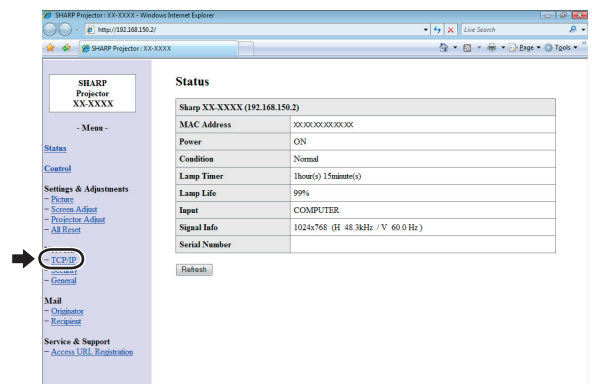 SHARP Projector : XX-XXXX - Windows Internet Explorer
http://192.168.150.2/
Live Search
SHARP Projector : XX-XXXX
Page
Tools
SHARP
Projector
XX-XXXX
- Menu -
Status
Control
Settings & Adjustments
- Picture
- Screen Adjust
- Projector Adjust
- All Reset
- TCP/IP
- Security
- General
Mail
- Originator
- Recipient
Service & Support
- Access URL Registration
Status
Sharp XX-XXXX (192.168.150.2)
MAC Address XX:XX:XX:XX:XX:XX
Power ON
Condition Normal
Lamp Timer 1hour(s) 15minute(s)
Lamp Life 99%
Input COMPUTER
Signal Info 1024x768 (H 48.3kHz / V 60.0 Hz )
Serial Number
Refresh